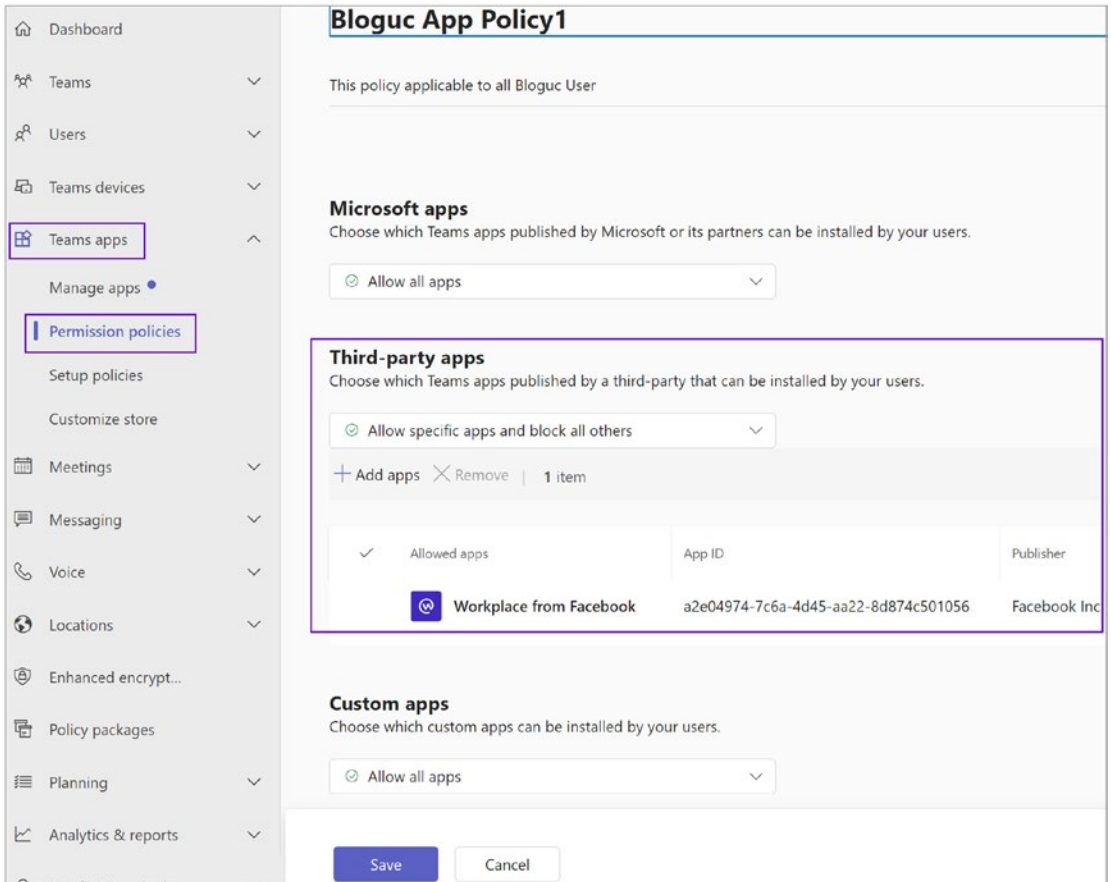 Dashboard
Teams
Users
Teams devices
Teams apps
Manage apps
Permission policies
Setup policies
Customize store
Meetings
Messaging
Voice
Locations
Enhanced encrypt...
Policy packages
Planning
Analytics & reports
Bloguc App Policy1
This policy applicable to all Bloguc User
Microsoft apps
Choose which Teams apps published by Microsoft or its partners can be installed by your users.
Allow all apps
Third-party apps
Choose which Teams apps published by a third-party that can be installed by your users.
Allow specific apps and block all others
Add apps Remove | 1 item
Allowed apps App ID Publisher
Workplace from Facebook a2e04974-7c6a-4d45-aa22-8d874c501056 Facebook Inc
Custom apps
Choose which custom apps can be installed by your users.
Allow all apps
Save Cancel